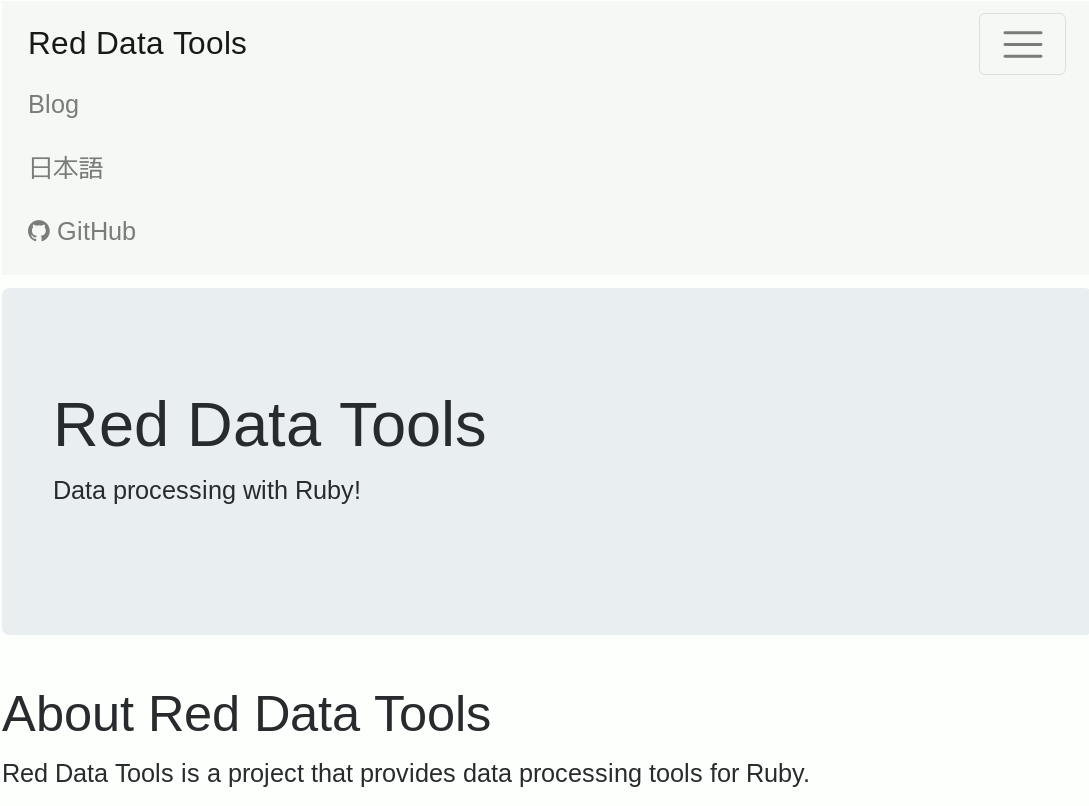 Red Data Tools
Blog
日本語
GitHub
Red Data Tools
Data processing with Ruby!
About Red Data Tools
Red Data Tools is a project that provides data processing tools for Ruby.